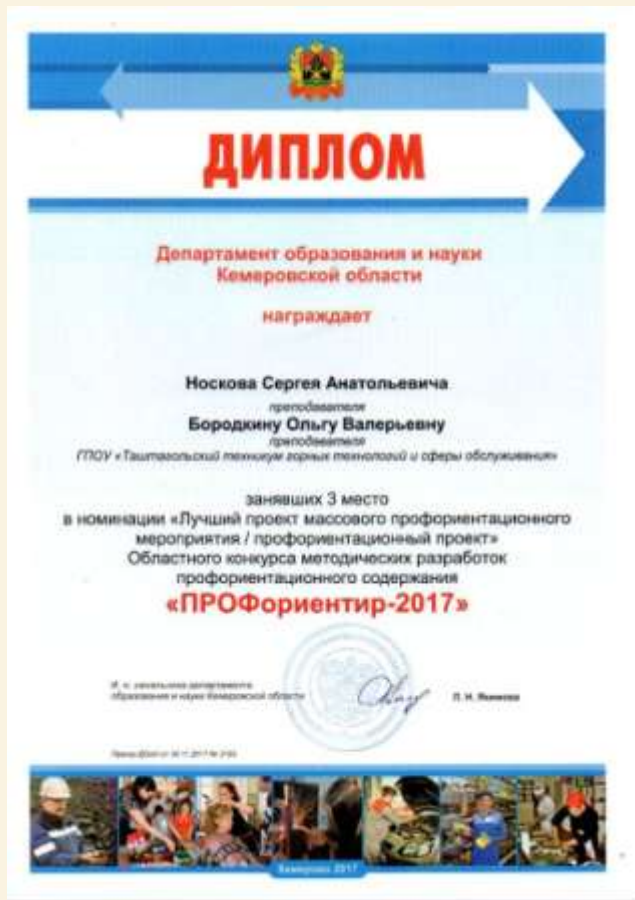 ДИПЛОМ
Департамент образования и науки
Кемеровской области
награждает
Носкова Сергея Анатольевича
преподавателя
Бородкину Ольгу Валерьевну
преподавателя
ГПОУ «Таштагольский техникум горных технологий и сферы обслуживания»
занявших 3 место
в номинации «Лучший проект массового профориентационного
мероприятия / профориентационный проект»
Областного конкурса методических разработок
профориентационного содержания
«ПРОФориентир-2017»
И. о. начальника департамента
образования и науки Кемеровской области
Кемерово 2017